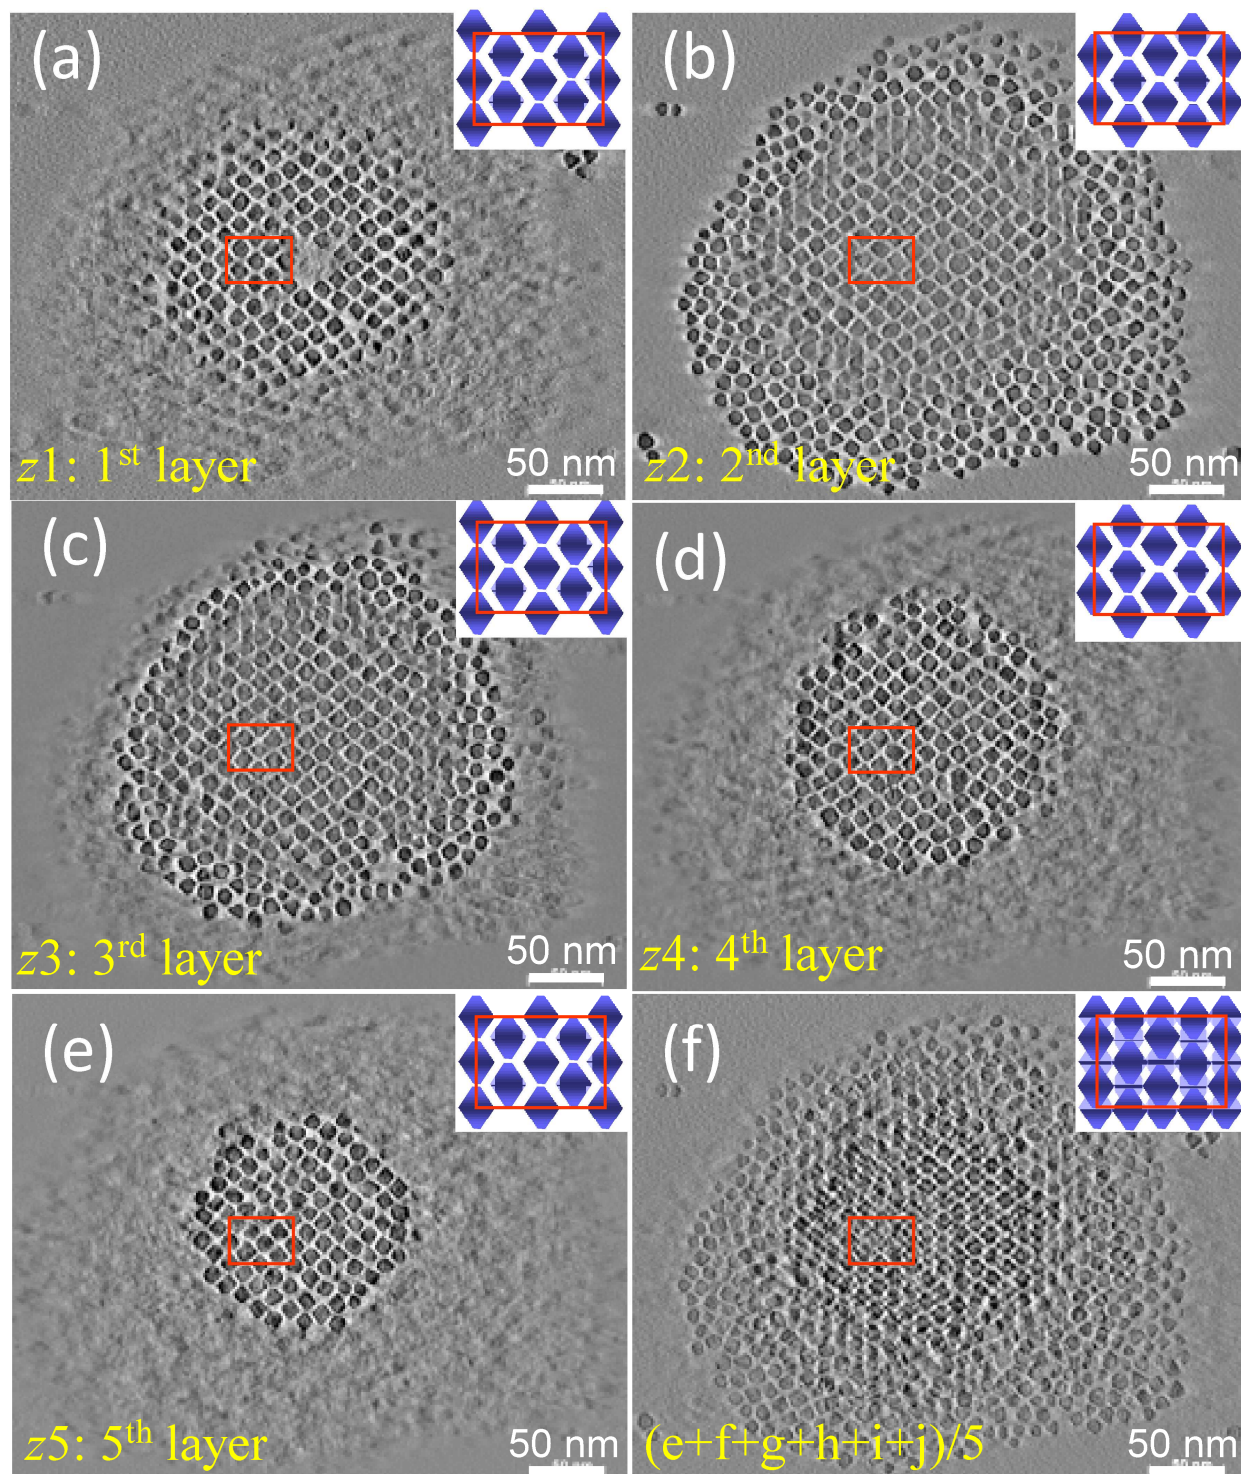 (a)
z1: 1st layer
50 nm
(b)
z2: 2nd layer
50 nm
(c)
z3: 3rd layer
50 nm
(d)
z4: 4th layer
50 nm
(e)
z5: 5th layer
50 nm
(f)
(e+f+g+h+i+j)/5
50 nm